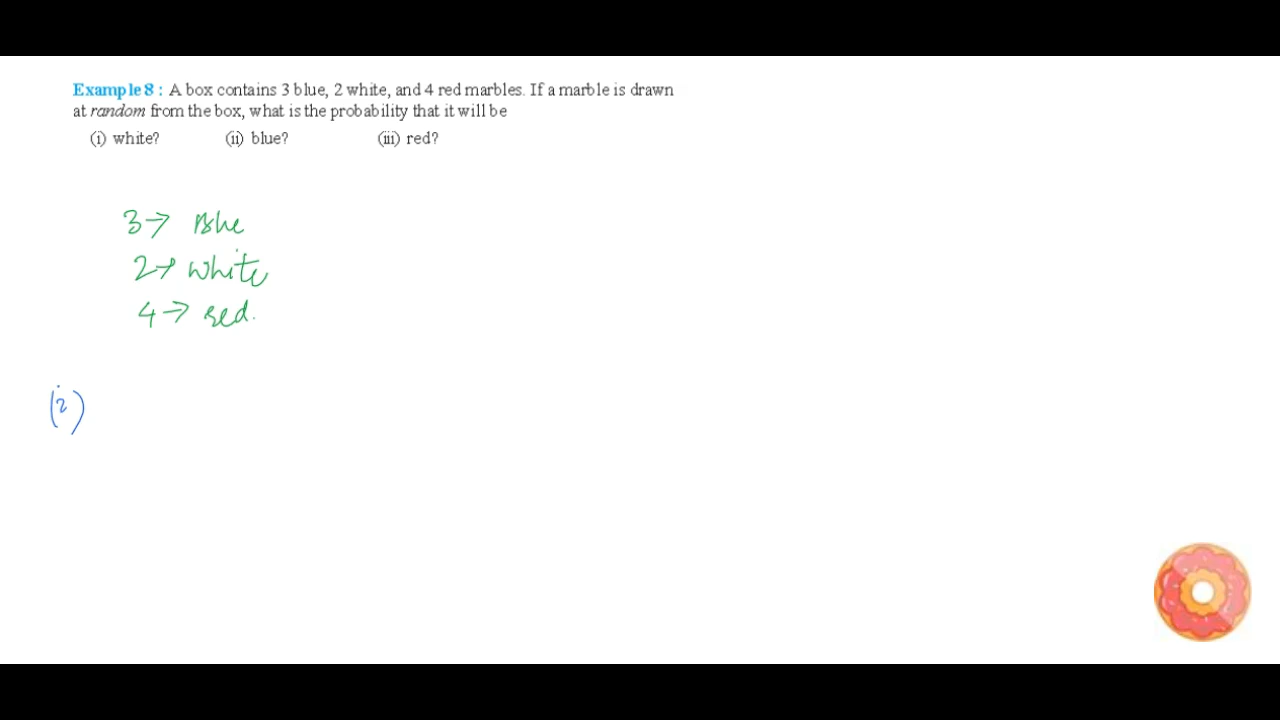 Example 8 : A box contains 3 blue, 2 white, and 4 red marbles. If a marble is drawn
at random from the box, what is the probability that it will be
(i) white? (ii) blue? (iii) red?
3 → Blue
2 → white
4 → red.
(i)